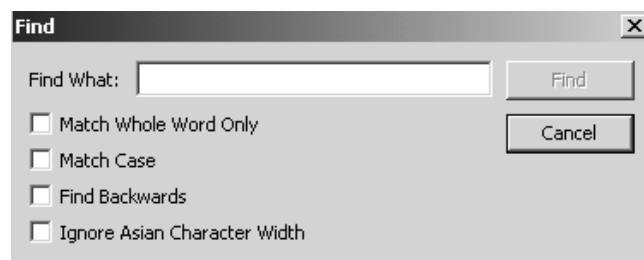 Find
Find What:
Find
Match Whole Word Only
Cancel
Match Case
Find Backwards
Ignore Asian Character Width